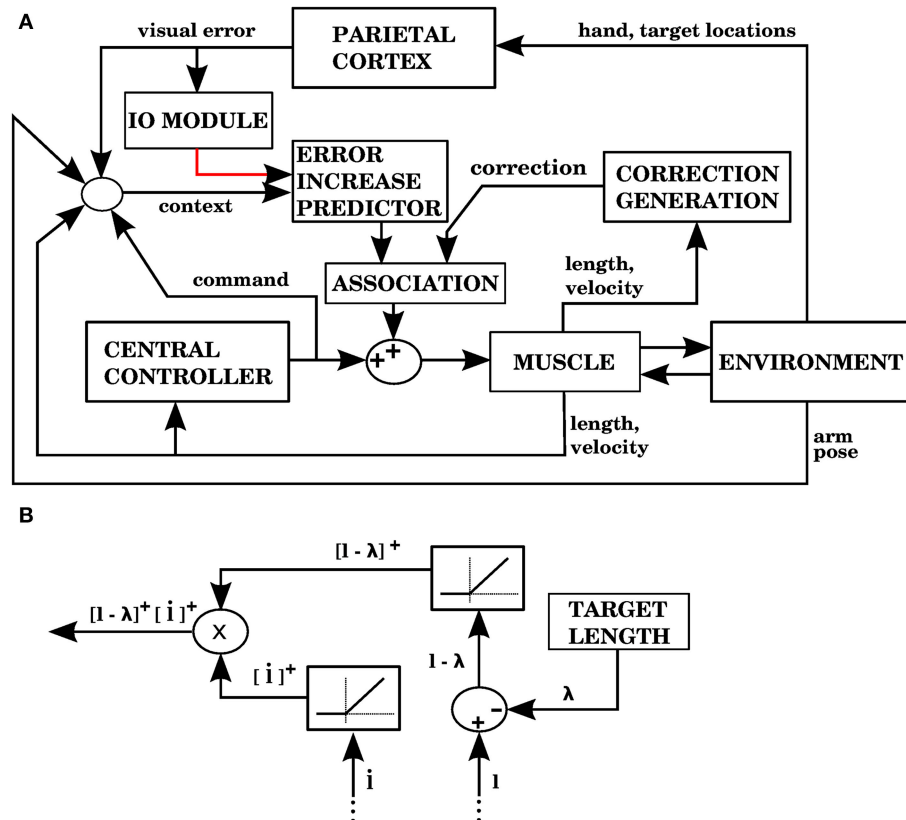 A
visual error
PARIETAL
CORTEX
hand, target locations
IO MODULE
ERROR
INCREASE
PREDICTOR
correction
CORRECTION
GENERATION
context
command
ASSOCIATION
length,
velocity
CENTRAL
CONTROLLER
+ +
MUSCLE
ENVIRONMENT
length,
velocity
arm
pose
B
[l - λ]⁺
[l - λ]⁺ [i]⁺
X
TARGET
LENGTH
[i]⁺
l - λ
λ
-
+
i
l